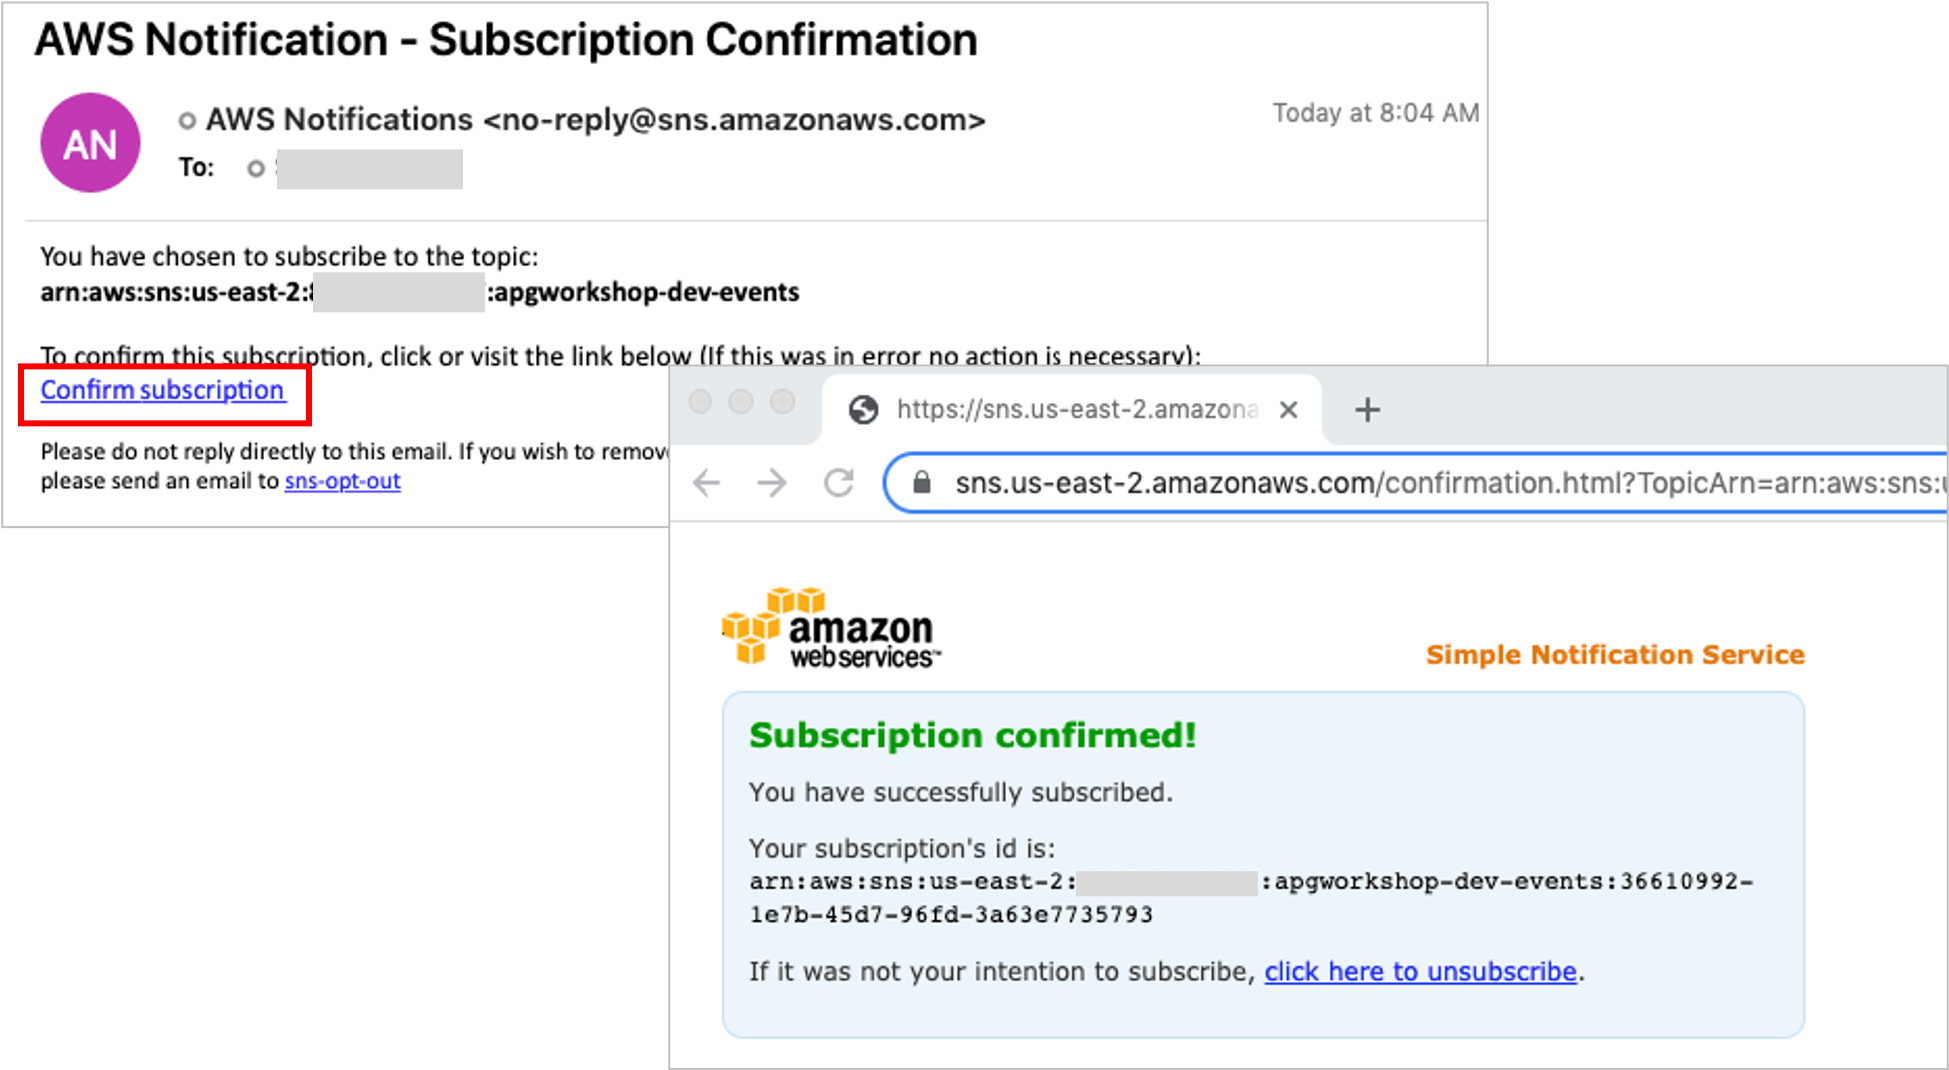 AWS Notification - Subscription Confirmation
AN
AWS Notifications <no-reply@sns.amazonaws.com>
Today at 8:04 AM
To:
You have chosen to subscribe to the topic:
arn:aws:sns:us-east-2: :apgworkshop-dev-events
To confirm this subscription, click or visit the link below (If this was in error no action is necessary):
Confirm subscription
Please do not reply directly to this email. If you wish to remove
please send an email to sns-opt-out
https://sns.us-east-2.amazona
sns.us-east-2.amazonaws.com/confirmation.html?TopicArn=arn:aws:sns:
amazon
web services™
Simple Notification Service
Subscription confirmed!
You have successfully subscribed.
Your subscription's id is:
arn:aws:sns:us-east-2: :apgworkshop-dev-events:36610992-
1e7b-45d7-96fd-3a63e7735793
If it was not your intention to subscribe, click here to unsubscribe.